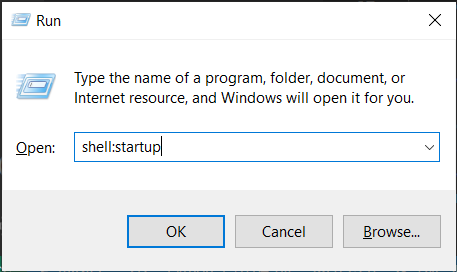 Run
Type the name of a program, folder, document, or
Internet resource, and Windows will open it for you.
Open: shell:startup
OK Cancel Browse...